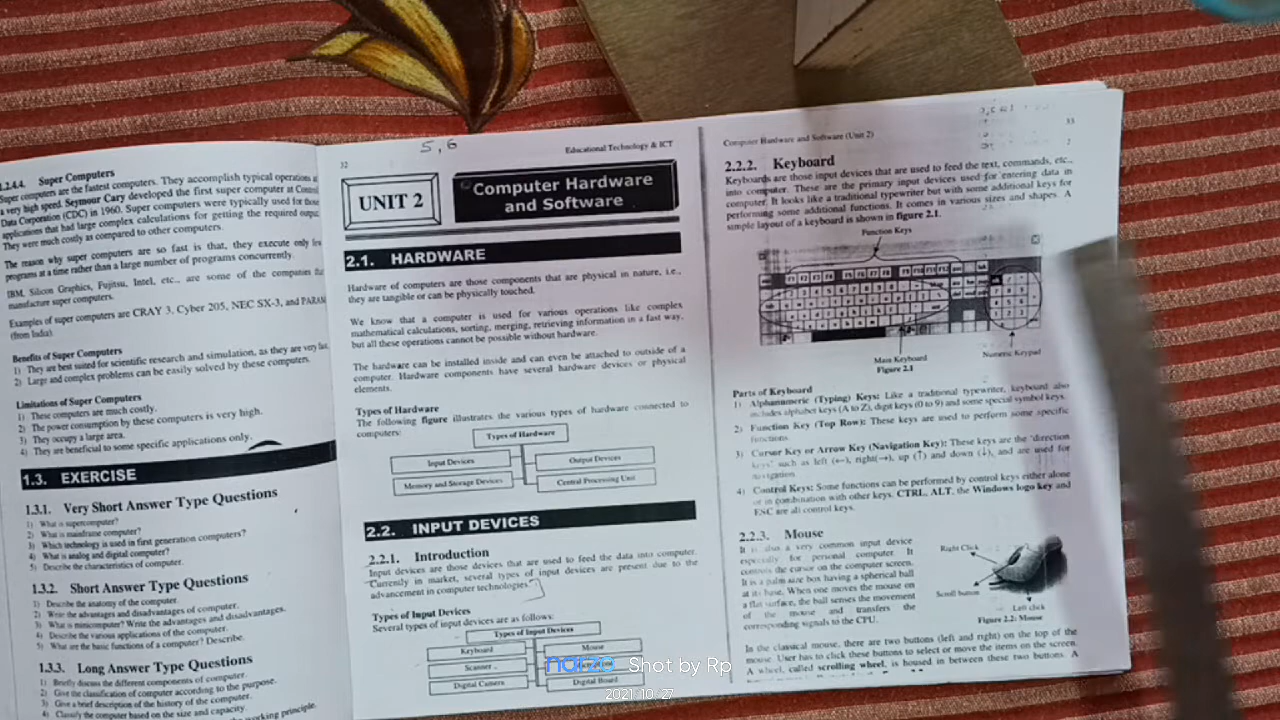 1.2.4.4. Super Computers
Super computers are the fastest computers. They accomplish typical operations a
a very high speed. Seymour Cary developed the first super computer at Control
Data Corporation (CDC) in 1960. Super computers were typically used for those
applications that had large complex calculations for getting the required
They were much costly as compared to other computers.
The reason why super computers are so fast is that, they execute only few
programs at a time rather than a large number of programs concurrently.
IBM, Silicon Graphics, Fujitsu, Intel, etc., are some of the companies
manufacture super computers.
Examples of super computers are CRAY 3, Cyber 205, NEC SX-3, and PARAM
(from India).
Benefits of Super Computers
1) They are best suited for scientific research and simulation, as they are very
2) Large and complex problems can be easily solved by these computers.
Limitations of Super Computers
1) These computers are much costly.
2) The power consumption by these computers is very high.
3) They occupy a large area.
4) They are beneficial to some specific applications only.
1.3. EXERCISE
1.3.1. Very Short Answer Type Questions
1) What is supercomputer?
2) What is mainframe computer?
3) Which technology is used in first generation computers?
4) What is analog and digital computer?
5) Describe the characteristics of computer.
1.3.2. Short Answer Type Questions
1) Describe the anatomy of the computer.
2) Write the advantages and disadvantages of computer.
3) What is minicomputer? Write the advantages and disadvantages.
4) Describe the various applications of the computer.
5) What are the basic functions of a computer? Describe.
1.3.3. Long Answer Type Questions
1) Briefly discuss the different components of computer.
2) Give the classification of computer according to the purpose.
3) Give a brief description of the history of the computer.
4) Classify the computer based on the size and capacity.
working principle.
5,6
32
Educational Technology & ICT
UNIT 2
Computer Hardware
and Software
2.1. HARDWARE
Hardware of computers are those components that are physical in nature, i.e.,
they are tangible or can be physically touched.
We know that a computer is used for various operations like complex
mathematical calculations, sorting, merging, retrieving information in a fast way,
but all these operations cannot be possible without hardware.
The hardware can be installed inside and can even be attached to outside of a
computer. Hardware components have several hardware devices or physical
elements.
Types of Hardware
The following figure illustrates the various types of hardware connected to
computers:
Types of Hardware
Input Devices
Output Devices
Memory and Storage Devices
Central Processing Unit
2.2. INPUT DEVICES
2.2.1. Introduction
Input devices are those devices that are used to feed the data into computer.
Currently in market, several types of input devices are present due to the
advancement in computer technologies.
Types of Input Devices
Several types of input devices are as follows:
Types of Input Devices
Keyboard
Mouse
Scanner
Digital Camera
Digital Board
Computer Hardware and Software (Unit 2)
33
2.2.2. Keyboard
Keyboards are those input devices that are used to feed the text, commands, etc.,
into computer. These are the primary input devices used for entering data in
computer. It looks like a traditional typewriter but with some additional keys for
performing some additional functions. It comes in various sizes and shapes. A
simple layout of a keyboard is shown in figure 2.1.
Function Keys
Main Keyboard
Numeric Keypad
Figure 2.1
Parts of Keyboard
1) Alphanumeric (Typing) Keys: Like a traditional typewriter, keyboard also
includes alphabet keys (A to Z), digit keys (0 to 9) and some special symbol keys.
2) Function Key (Top Row): These keys are used to perform some specific
functions.
3) Cursor Key or Arrow Key (Navigation Key): These keys are the 'direction
keys' such as left (←), right(→), up (↑) and down (↓), and are used for
navigation
4) Control Keys: Some functions can be performed by control keys either alone
or in combination with other keys. CTRL, ALT, the Windows logo key and
ESC are all control keys.
2.2.3. Mouse
It is also a very common input device
especially for personal computer. It
controls the cursor on the computer screen.
It is a palm size box having a spherical ball
at its base. When one moves the mouse on
a flat surface, the ball senses the movement
of the mouse and transfers the
corresponding signals to the CPU.
Right Click
Scroll button
Left click
Figure 2.2: Mouse
In the classical mouse, there are two buttons (left and right) on the top of the
mouse. User has to click these buttons to select or move the items on the screen.
A wheel, called scrolling wheel, is housed in between these two buttons. A
narzo Shot by Rp
2021/10/27